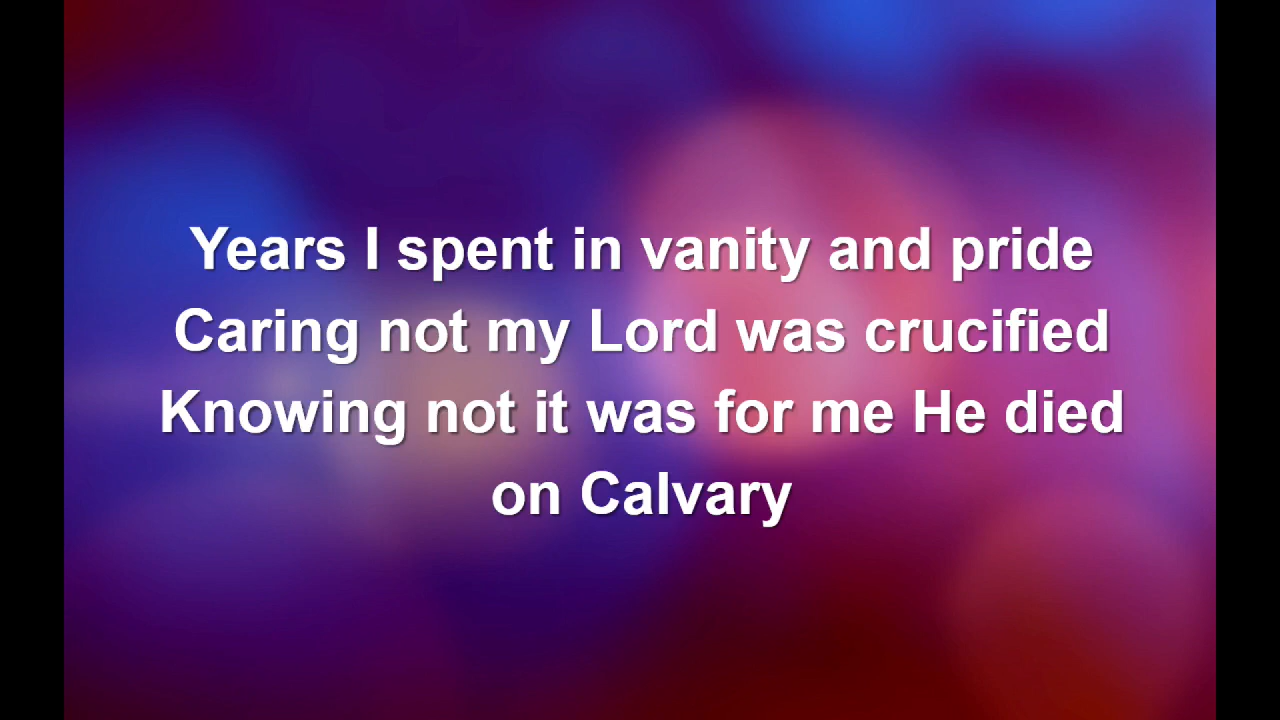 Years I spent in vanity and pride
Caring not my Lord was crucified
Knowing not it was for me He died
on Calvary